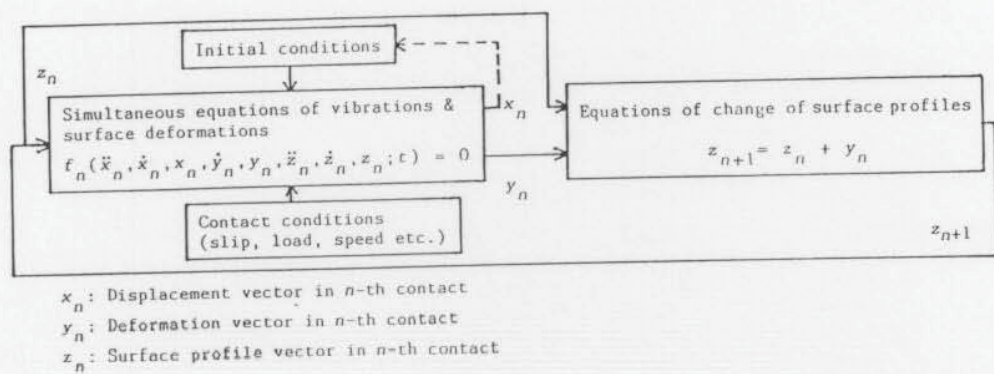 Initial conditions
z_n
Simultaneous equations of vibrations &
surface deformations
f_n(ẍ_n,ẋ_n,x_n,ẏ_n,y_n,z̈_n,ż_n,z_n;t) = 0
x_n
y_n
Equations of change of surface profiles
z_{n+1} = z_n + y_n
Contact conditions
(slip, load, speed etc.)
z_{n+1}
x_n: Displacement vector in n-th contact
y_n: Deformation vector in n-th contact
z_n: Surface profile vector in n-th contact